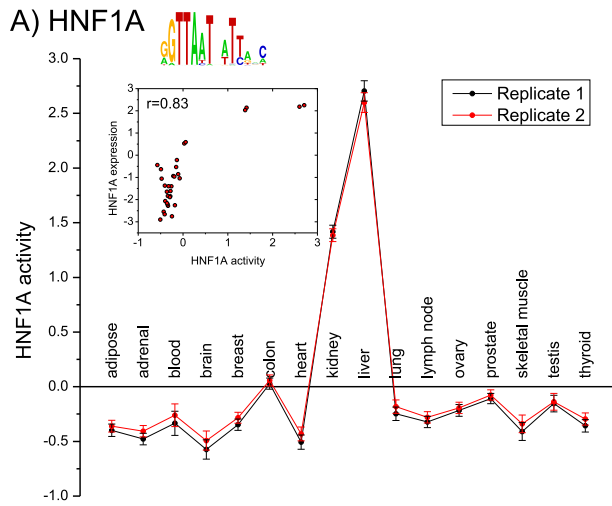 A) HNF1A
GGTTAAT ATT
3.0
2.5
2.0
1.5
1.0
0.5
0.0
-0.5
-1.0
HNF1A activity
r=0.83
3
2
1
0
-1
-2
-3
HNF1A expression
-1
0
1
2
3
HNF1A activity
Replicate 1
Replicate 2
adipose
adrenal
blood
brain
breast
colon
heart
kidney
liver
lung
lymph node
ovary
prostate
skeletal muscle
testis
thyroid